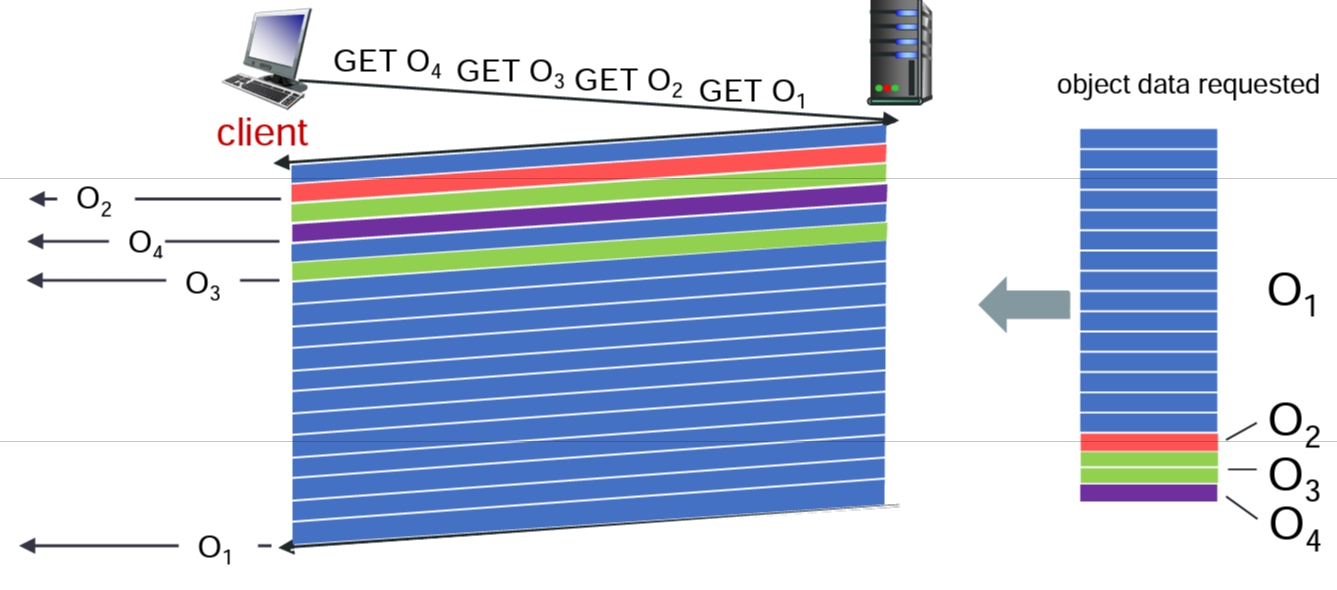 GET O₄ GET O₃ GET O₂ GET O₁
object data requested
client
O₂
O₄
O₃
O₁
O₁
O₂
O₃
O₄